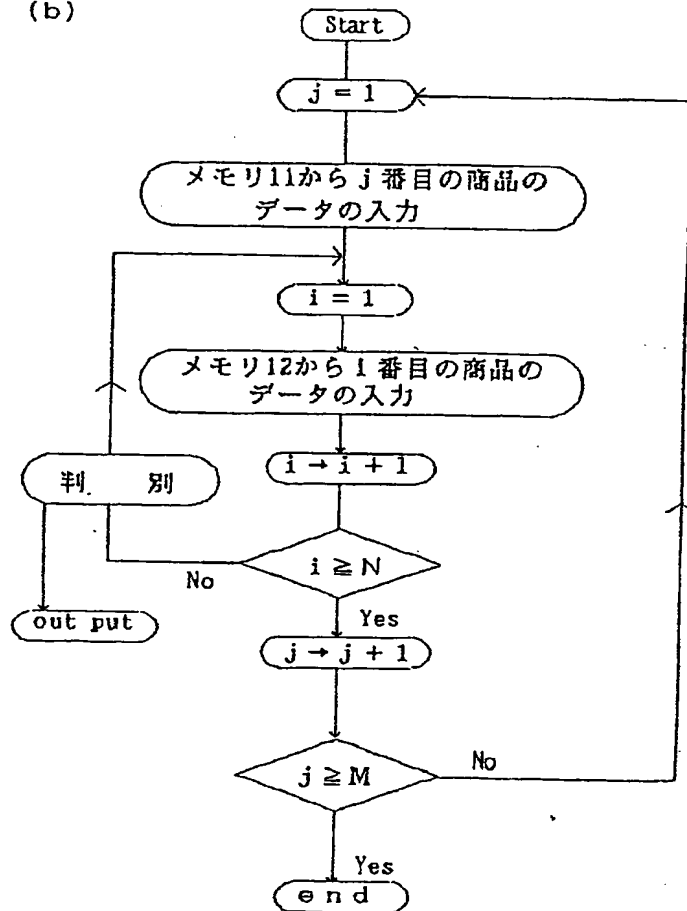 (b)
Start
j = 1
メモリ11から j 番目の商品の
データの入力
i = 1
メモリ12から i 番目の商品の
データの入力
i → i + 1
判 別
i ≧ N
No
Yes
out put
j → j + 1
j ≧ M
No
Yes
end